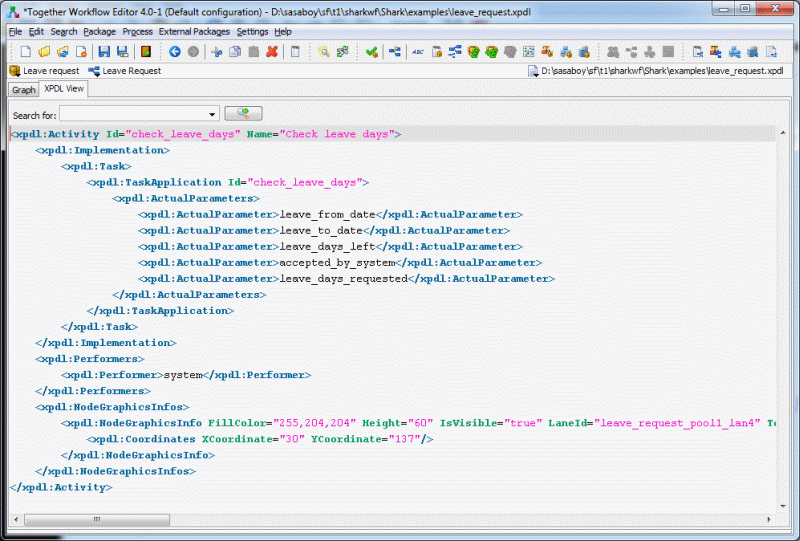 *Together Workflow Editor 4.0-1 (Default configuration) - D:\sasaboy\sf\t1\sharkwf\Shark\examples\leave_request.xpdl
File Edit Search Package Process External Packages Settings Help
ABC
Leave request Leave Request D:\sasaboy\sf\t1\sharkwf\Shark\examples\leave_request.xpdl
Graph XPDL View
Search for:
<xpdl:Activity Id="check_leave_days" Name="Check leave days">
<xpdl:Implementation>
<xpdl:Task>
<xpdl:TaskApplication Id="check_leave_days">
<xpdl:ActualParameters>
<xpdl:ActualParameter>leave_from_date</xpdl:ActualParameter>
<xpdl:ActualParameter>leave_to_date</xpdl:ActualParameter>
<xpdl:ActualParameter>leave_days_left</xpdl:ActualParameter>
<xpdl:ActualParameter>accepted_by_system</xpdl:ActualParameter>
<xpdl:ActualParameter>leave_days_requested</xpdl:ActualParameter>
</xpdl:ActualParameters>
</xpdl:TaskApplication>
</xpdl:Task>
</xpdl:Implementation>
<xpdl:Performers>
<xpdl:Performer>system</xpdl:Performer>
</xpdl:Performers>
<xpdl:NodeGraphicsInfos>
<xpdl:NodeGraphicsInfo FillColor="255,204,204" Height="60" IsVisible="true" LaneId="leave_request_pool1_lan4" To
<xpdl:Coordinates XCoordinate="30" YCoordinate="137"/>
</xpdl:NodeGraphicsInfo>
</xpdl:NodeGraphicsInfos>
</xpdl:Activity>